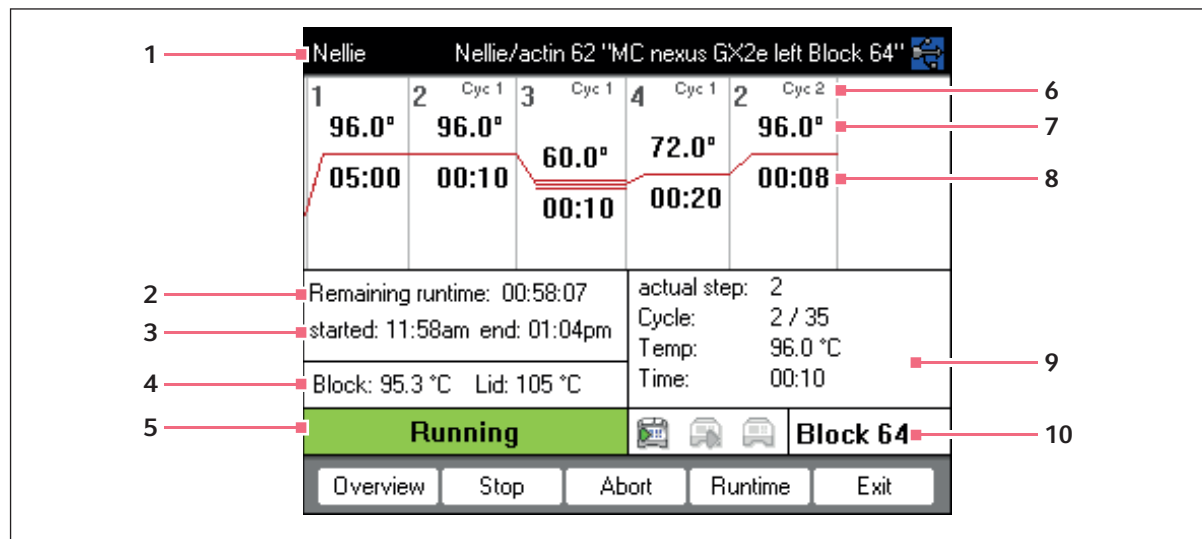 Nellie Nellie/actin 62 "MC nexus GX2e left Block 64"
1 2 Cyc 1 3 Cyc 1 4 Cyc 1 2 Cyc 2
96.0° 96.0° 60.0° 72.0° 96.0°
05:00 00:10 00:10 00:20 00:08
Remaining runtime: 00:58:07
started: 11:58am end: 01:04pm
Block: 95.3 °C Lid: 105 °C
Running
actual step: 2
Cycle: 2 / 35
Temp: 96.0 °C
Time: 00:10
Block 64
Overview Stop Abort Runtime Exit
1
2
3
4
5
6
7
8
9
10